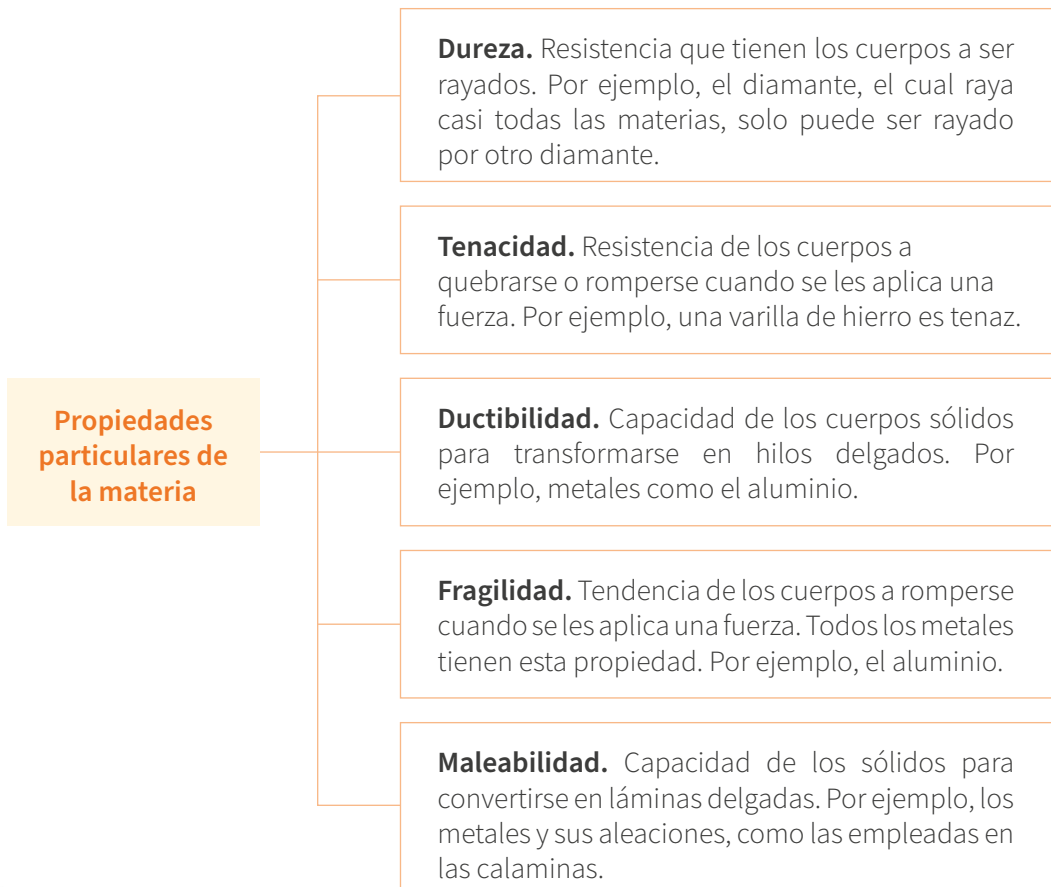 Dureza. Resistencia que tienen los cuerpos a ser
rayados. Por ejemplo, el diamante, el cual raya
casi todas las materias, solo puede ser rayado
por otro diamante.
Tenacidad. Resistencia de los cuerpos a
quebrarse o romperse cuando se les aplica una
fuerza. Por ejemplo, una varilla de hierro es tenaz.
Propiedades
particulares de
la materia
Ductibilidad. Capacidad de los cuerpos sólidos
para transformarse en hilos delgados. Por
ejemplo, metales como el aluminio.
Fragilidad. Tendencia de los cuerpos a romperse
cuando se les aplica una fuerza. Todos los metales
tienen esta propiedad. Por ejemplo, el aluminio.
Maleabilidad. Capacidad de los sólidos para
convertirse en láminas delgadas. Por ejemplo, los
metales y sus aleaciones, como las empleadas en
las calaminas.